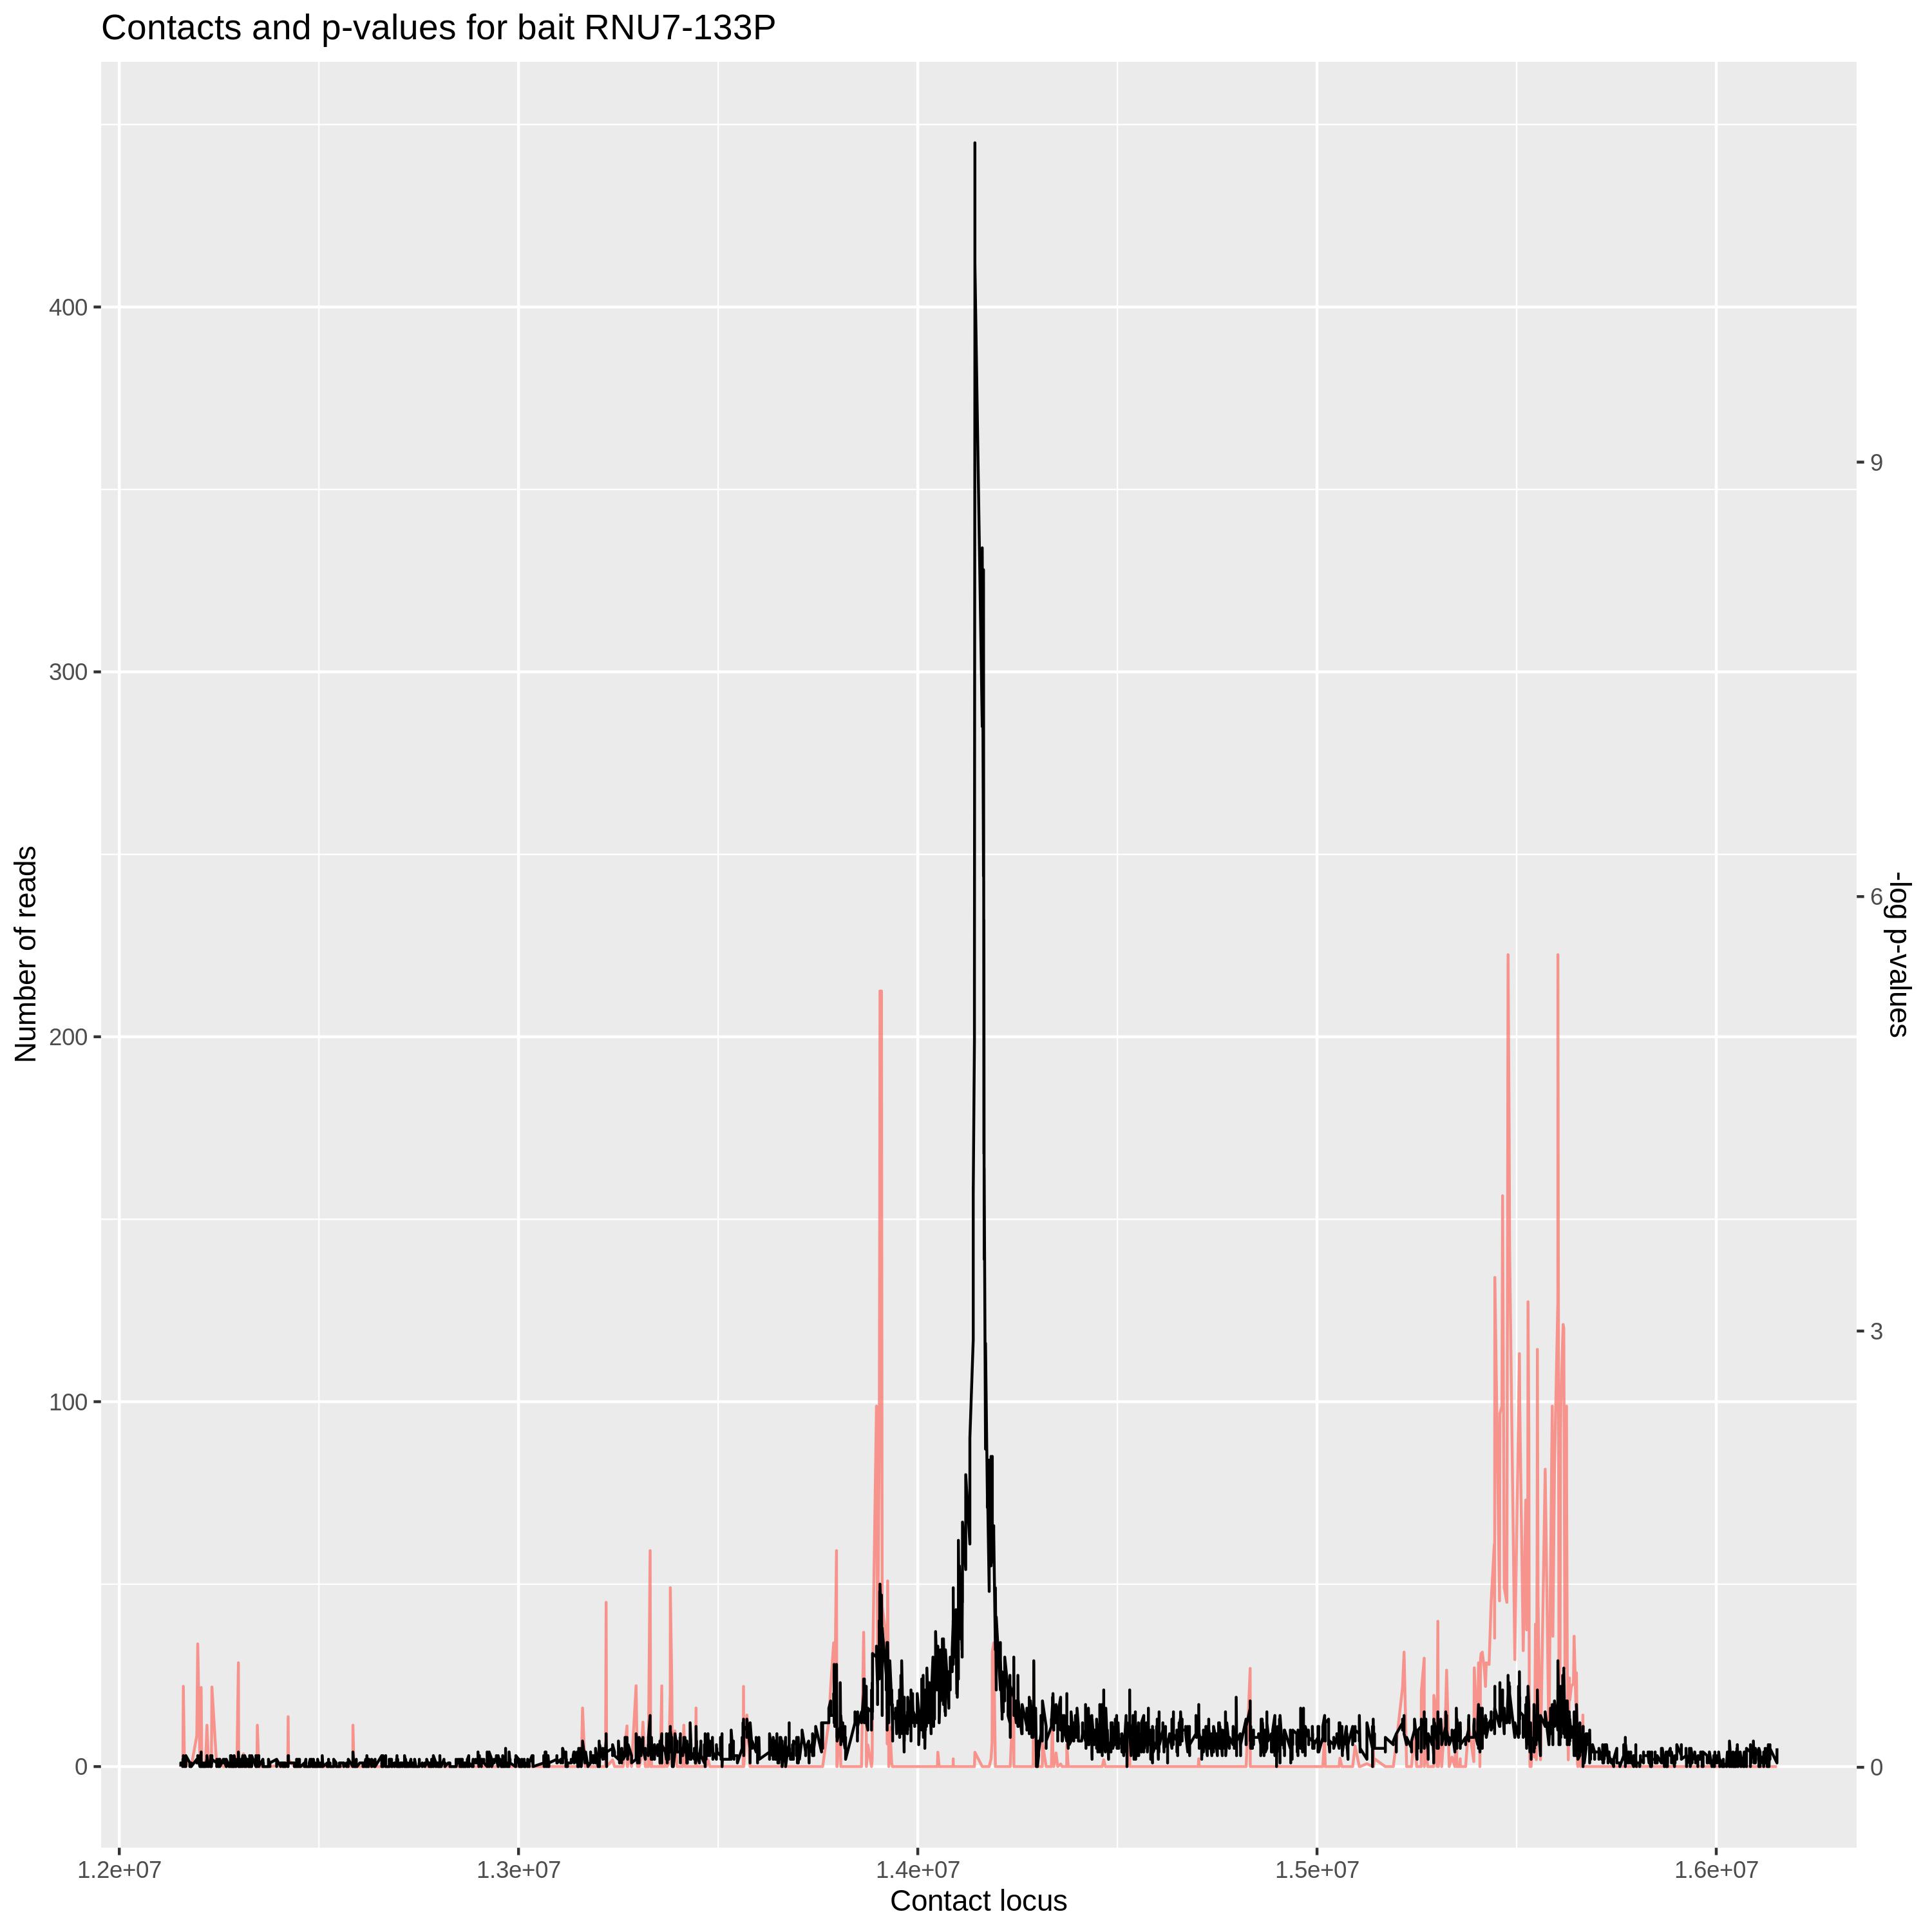 Contacts and p-values for bait RNU7-133P
Number of reads
400
300
200
100
0
9
6
3
0
-log p-values
1.2e+07
1.3e+07
1.4e+07
1.5e+07
1.6e+07
Contact locus